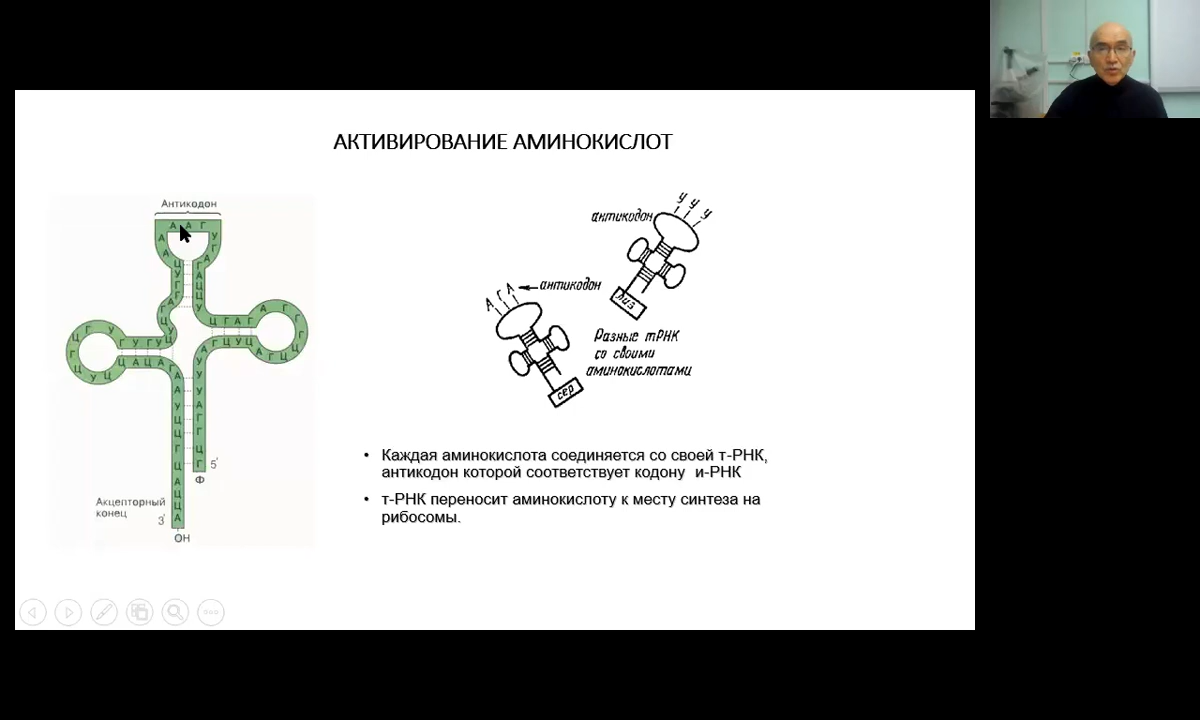 АКТИВИРОВАНИЕ АМИНОКИСЛОТ
Антикодон
А А Г
5'
Ф
Акцепторный
конец
3'
ОН
антикодон
У У У
лиз
А Г А
антикодон
сер
Разные тРНК
со своими
аминокислотами
• Каждая аминокислота соединяется со своей т-РНК,
антикодон которой соответствует кодону и-РНК
• т-РНК переносит аминокислоту к месту синтеза на
рибосомы.